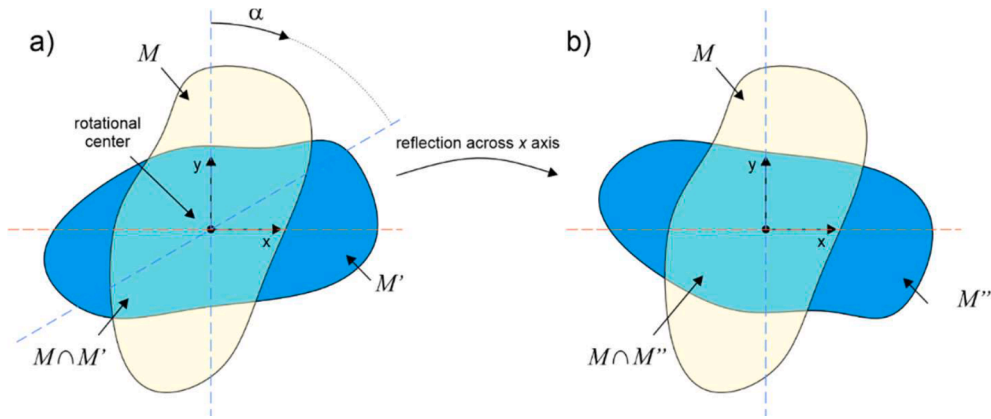 a)
α
M
rotational
center
y
x
M'
M∩M'
reflection across x axis
b)
M
y
x
M''
M∩M''